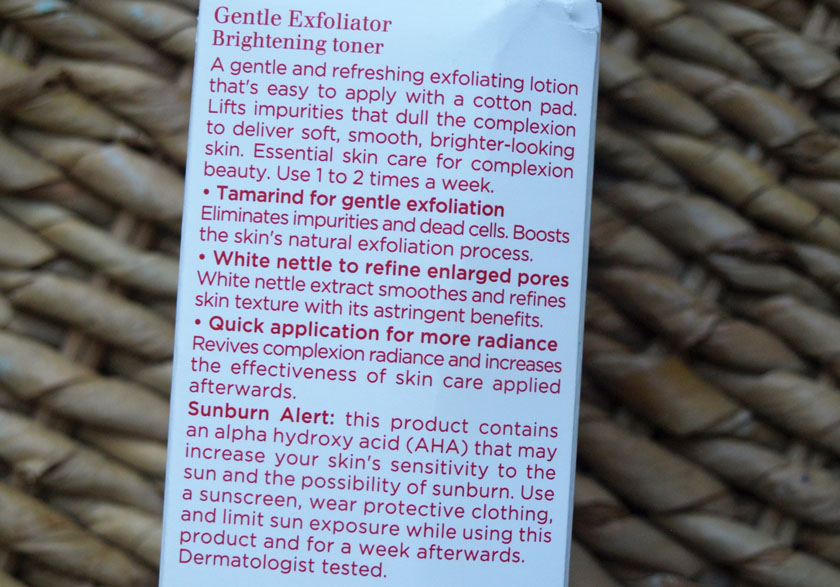 Gentle Exfoliator
Brightening toner
A gentle and refreshing exfoliating lotion
that's easy to apply with a cotton pad.
Lifts impurities that dull the complexion
to deliver soft, smooth, brighter-looking
skin. Essential skin care for complexion
beauty. Use 1 to 2 times a week.
• Tamarind for gentle exfoliation
Eliminates impurities and dead cells. Boosts
the skin's natural exfoliation process.
• White nettle to refine enlarged pores
White nettle extract smoothes and refines
skin texture with its astringent benefits.
• Quick application for more radiance
Revives complexion radiance and increases
the effectiveness of skin care applied
afterwards.
Sunburn Alert: this product contains
an alpha hydroxy acid (AHA) that may
increase your skin's sensitivity to the
sun and the possibility of sunburn. Use
a sunscreen, wear protective clothing,
and limit sun exposure while using this
product and for a week afterwards.
Dermatologist tested.